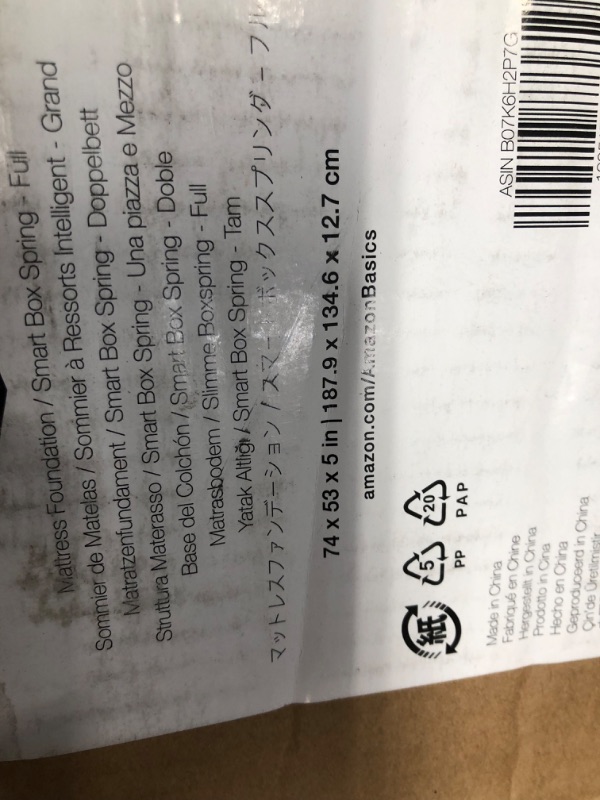 Mattress Foundation / Smart Box Spring - Full
Sommier de Matelas / Sommier à Ressorts Intelligent - Grand
Matratzenfundament / Smart Box Spring - Doppelbett
Struttura Materasso / Smart Box Spring - Una piazza e Mezzo
Base del Colchón / Smart Box Spring - Doble
Matrasbodem / Slimme Boxspring - Full
Yatak Altlığı / Smart Box Spring - Tam
マットレスファンデーション / スマートボックススプリング - フル
74 x 53 x 5 in | 187.9 x 134.6 x 12.7 cm
amazon.com/AmazonBasics
紙
5
PP
20
PAP
Made in China
Fabriqué en Chine
Hergestellt in China
Prodotto in Cina
Hecho en China
Geproduceerd in China
Çin'de Üretilmiştir
ASIN B07K6H2P7G